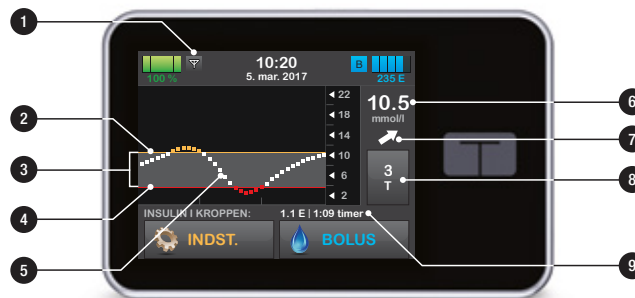 1
10:20
B
100 %
5. mar. 2017
235 E
22
10.5
6
mmol/l
18
2
7
14
3
10
3
T
8
6
4
2
INSULIN I KROPPEN: 1.1 E | 1:09 timer
INDST.
BOLUS
5
9